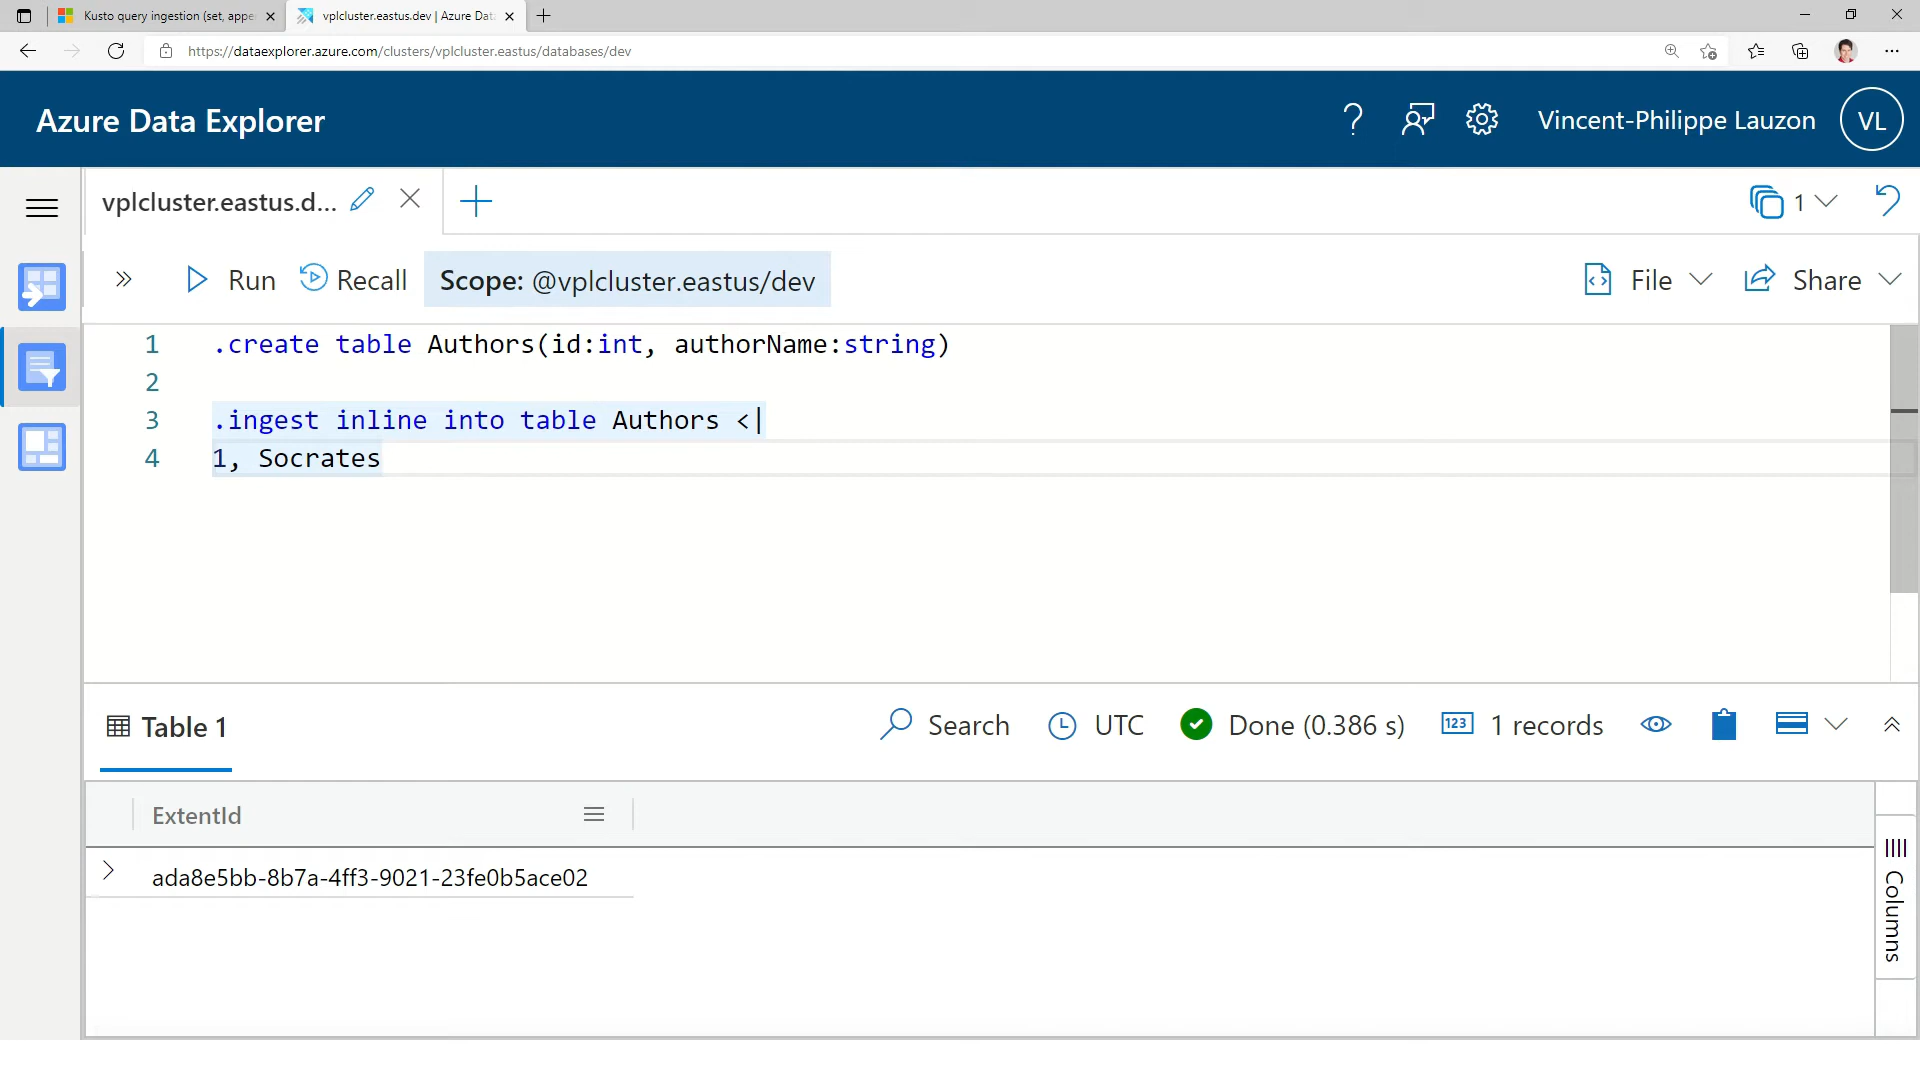 Kusto query ingestion (set, appe
vplcluster.eastus.dev | Azure Dat
https://dataexplorer.azure.com/clusters/vplcluster.eastus/databases/dev
Azure Data Explorer
Vincent-Philippe Lauzon
VL
vplcluster.eastus.d...
1
Run
Recall
Scope: @vplcluster.eastus/dev
File
Share
1 .create table Authors(id:int, authorName:string)
2
3 .ingest inline into table Authors <|
4 1, Socrates
Table 1
Search
UTC
Done (0.386 s)
123
1 records
ExtentId
ada8e5bb-8b7a-4ff3-9021-23fe0b5ace02
Columns